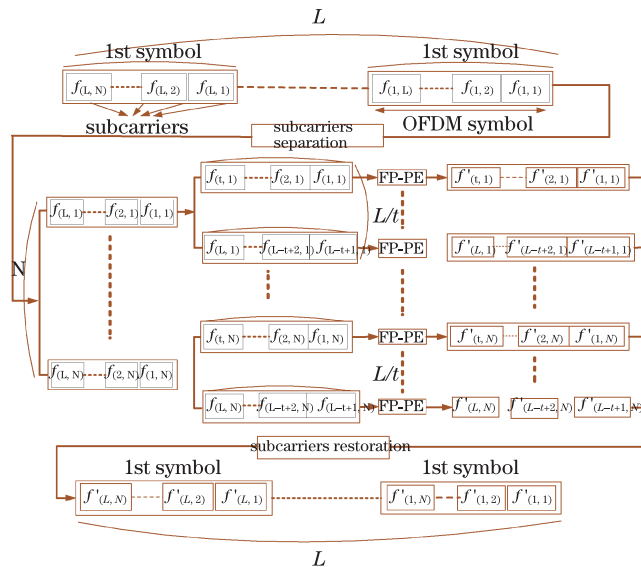 L
1st symbol 1st symbol
f(L, N) f(L, 2) f(L, 1) f(1, L) f(1, 2) f(1, 1)
subcarriers subcarriers separation OFDM symbol
f(t, 1) f(2, 1) f(1, 1) FP-PE f'(t, 1) f'(2, 1) f'(1, 1)
f(L, 1) f(2, 1) f(1, 1) L/t
N f(L, 1) f(L-t+2, 1) f(L-t+1, 1) FP-PE f'(L, 1) f'(L-t+2, 1) f'(L-t+1, 1)
f(t, N) f(2, N) f(1, N) FP-PE f'(t, N) f'(2, N) f'(1, N)
f(L, N) f(2, N) f(1, N) L/t
f(L, N) f(L-t+2, N) f(L-t+1, N) FP-PE f'(L, N) f'(L-t+2, N) f'(L-t+1, N)
subcarriers restoration
1st symbol 1st symbol
f'(L, N) f'(L, 2) f'(L, 1) f'(1, N) f'(1, 2) f'(1, 1)
L